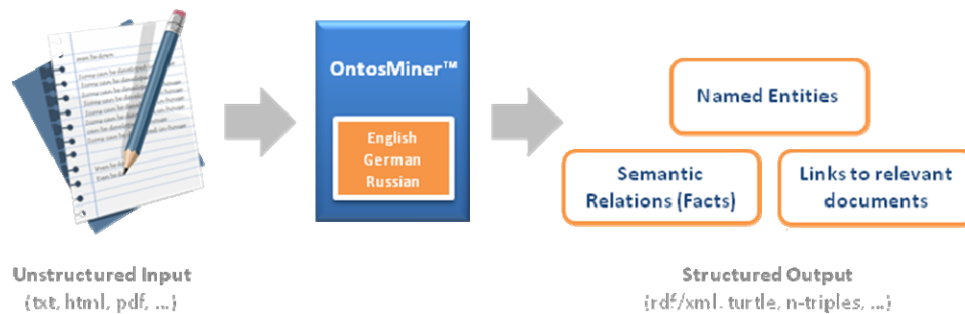 OntosMiner™
English
German
Russian
Named Entities
Semantic
Relations (Facts)
Links to relevant
documents
Unstructured Input
(txt, html, pdf, ...)
Structured Output
(rdf/xml, turtle, n-triples, ...)